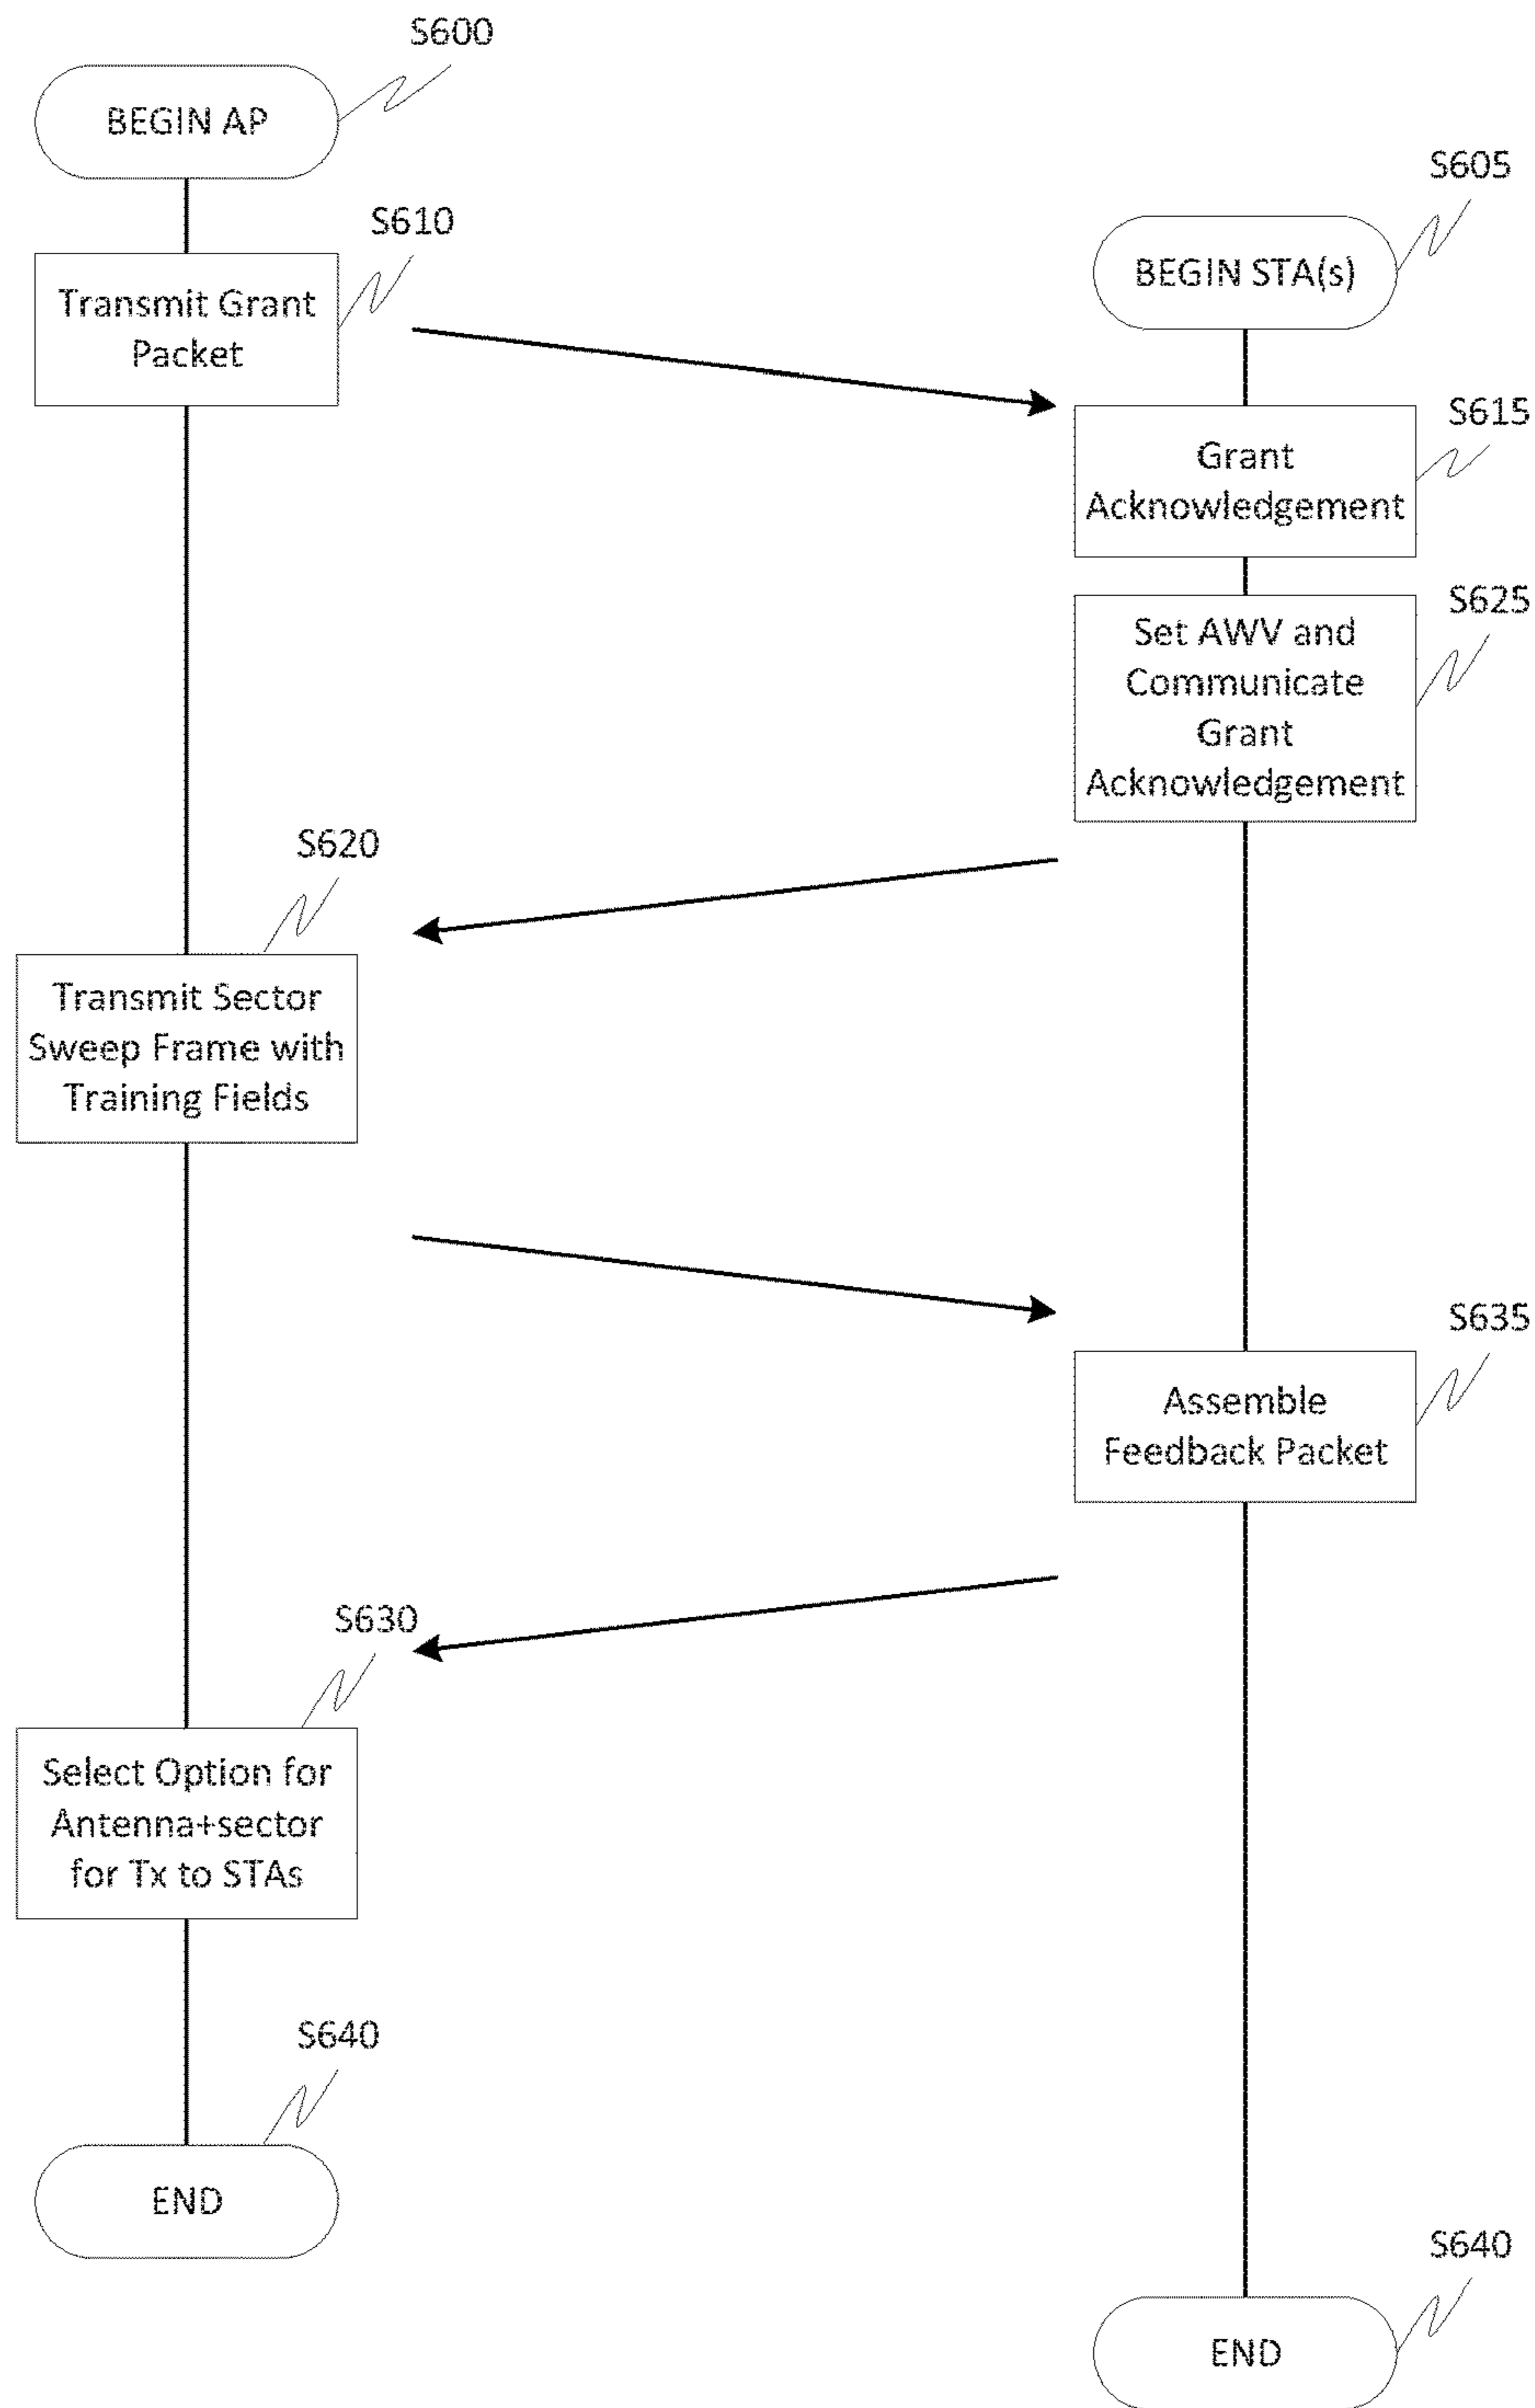 S600
BEGIN AP
S605
S610
BEGIN STA(s)
Transmit Grant
Packet
S615
Grant
Acknowledgement
S625
Set AWV and
Communicate
Grant
Acknowledgement
S620
Transmit Sector
Sweep Frame with
Training Fields
S635
Assemble
Feedback Packet
S630
Select Option for
Antenna+sector
for Tx to STAs
S640
END
S640
END